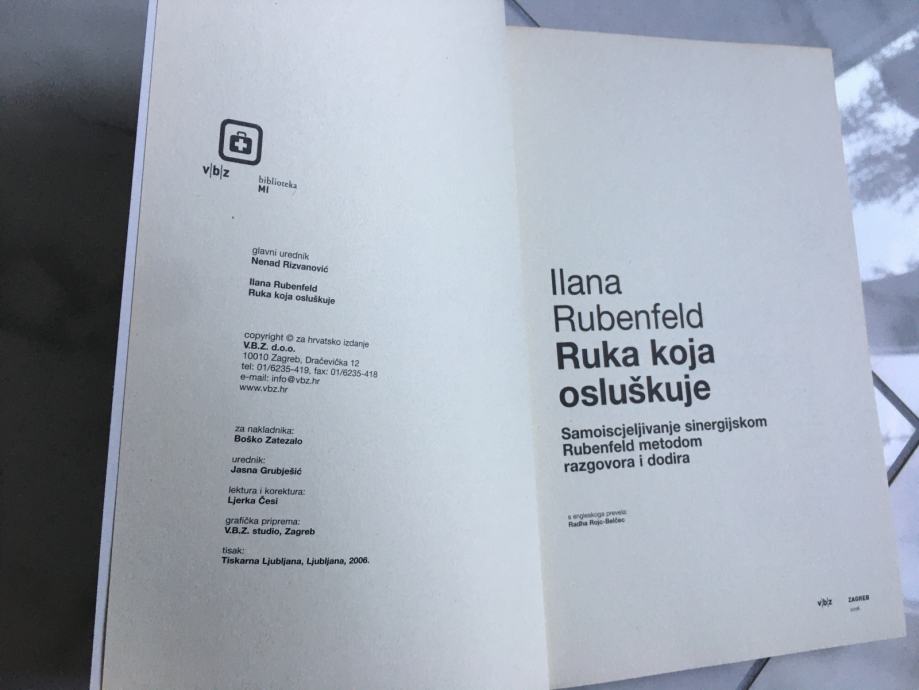 v|b|z
biblioteka
MI
glavni urednik
Nenad Rizvanović
Ilana Rubenfeld
Ruka koja osluškuje
copyright © za hrvatsko izdanje
V.B.Z. d.o.o.
10010 Zagreb, Dračevička 12
tel: 01/6235-419, fax: 01/6235-418
e-mail: info@vbz.hr
www.vbz.hr
za nakladnika:
Boško Zatezalo
urednik:
Jasna Grubješić
lektura i korektura:
Ljerka Česi
grafička priprema:
V.B.Z. studio, Zagreb
tisak:
Tiskarna Ljubljana, Ljubljana, 2006.
Ilana
Rubenfeld
Ruka koja
osluškuje
Samoiscjeljivanje sinergijskom
Rubenfeld metodom
razgovora i dodira
s engleskoga prevela:
Radha Rojc-Belčec
v|b|z ZAGREB
2006.